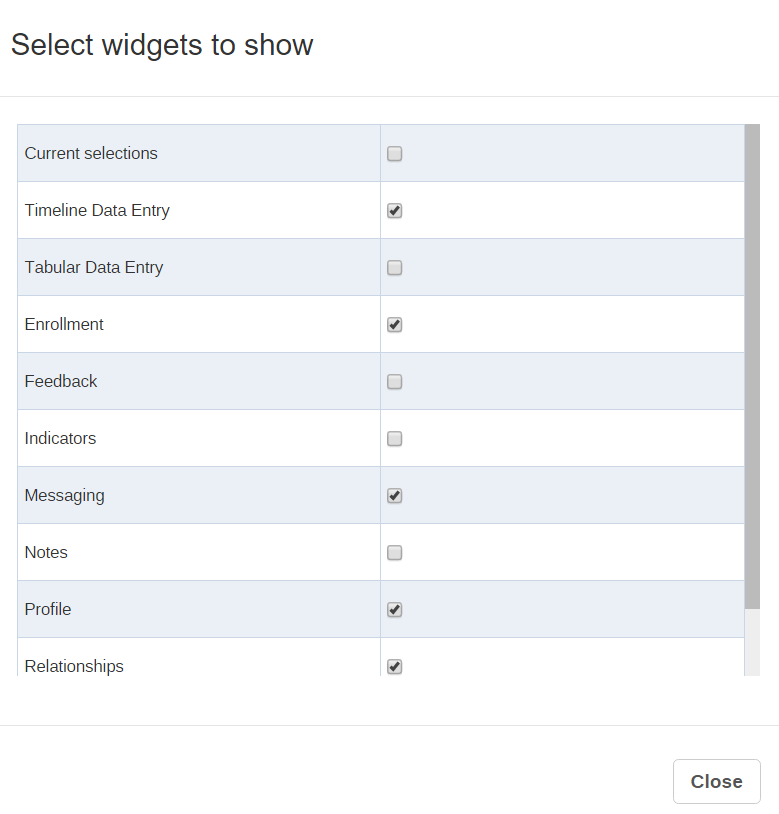 Select widgets to show
Current selections
Timeline Data Entry
Tabular Data Entry
Enrollment
Feedback
Indicators
Messaging
Notes
Profile
Relationships
Close